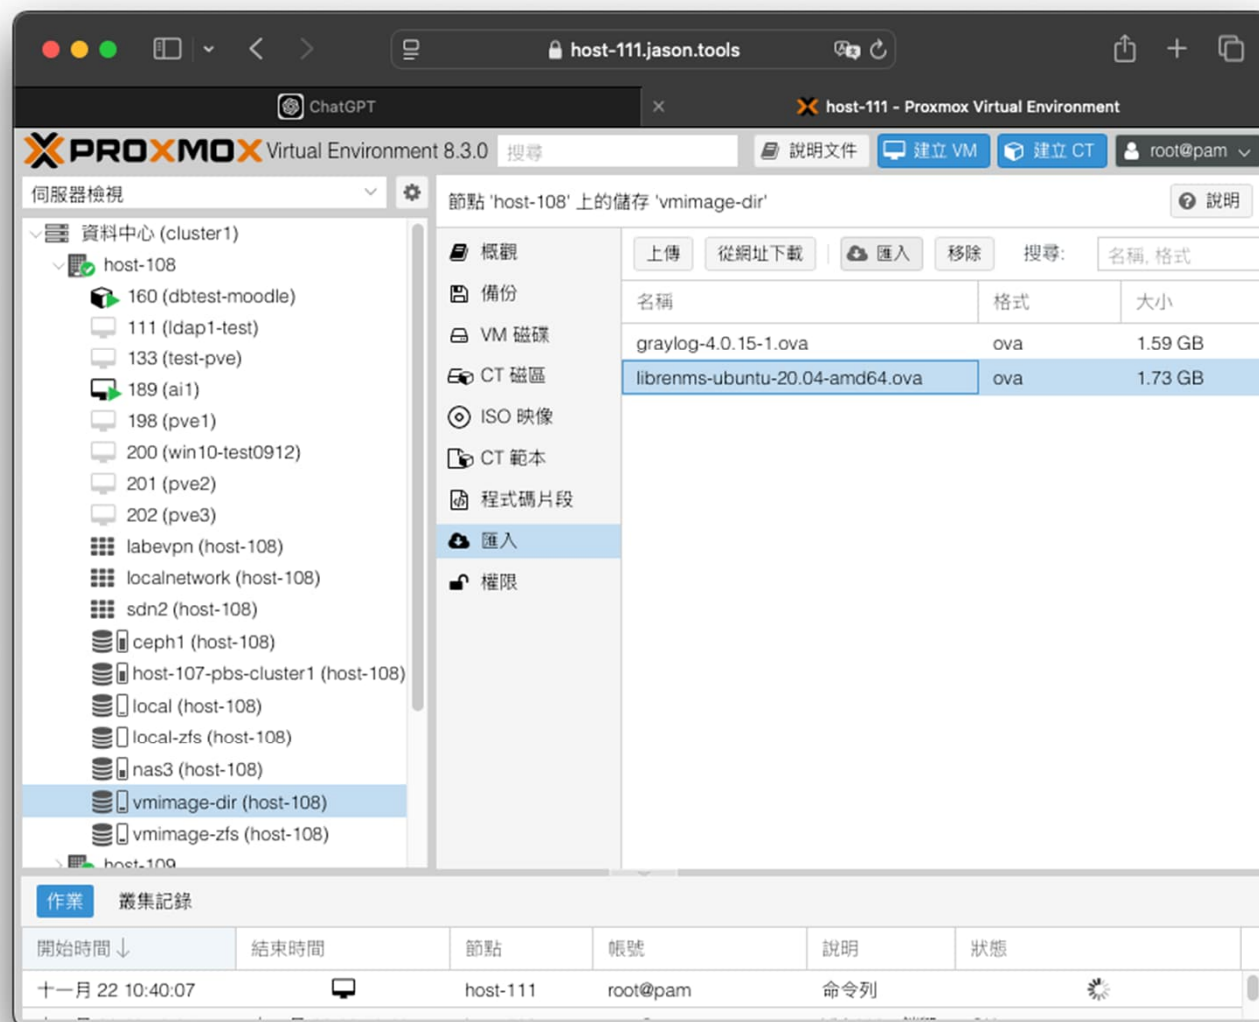 host-111.jason.tools
ChatGPT
host-111 - Proxmox Virtual Environment
PROXMOX Virtual Environment 8.3.0
搜尋
說明文件
建立 VM
建立 CT
root@pam
伺服器檢視
節點 'host-108' 上的儲存 'vmimage-dir'
說明
資料中心 (cluster1)
host-108
160 (dbtest-moodle)
111 (ldap1-test)
133 (test-pve)
189 (ai1)
198 (pve1)
200 (win10-test0912)
201 (pve2)
202 (pve3)
labevpn (host-108)
localnetwork (host-108)
sdn2 (host-108)
ceph1 (host-108)
host-107-pbs-cluster1 (host-108)
local (host-108)
local-zfs (host-108)
nas3 (host-108)
vmimage-dir (host-108)
vmimage-zfs (host-108)
host-109
概觀
備份
VM 磁碟
CT 磁區
ISO 映像
CT 範本
程式碼片段
匯入
權限
上傳 從網址下載 匯入 移除 搜尋: 名稱, 格式
名稱 格式 大小
graylog-4.0.15-1.ova ova 1.59 GB
librenms-ubuntu-20.04-amd64.ova ova 1.73 GB
作業 叢集記錄
開始時間 結束時間 節點 帳號 說明 狀態
十一月 22 10:40:07 host-111 root@pam 命令列